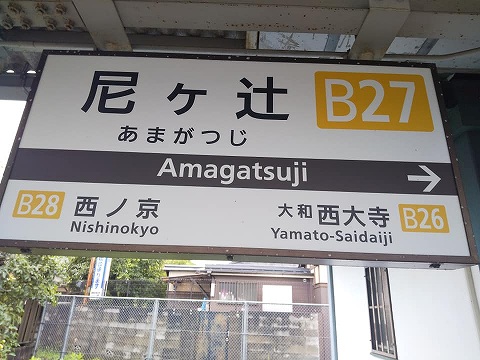 尼ヶ辻 B27
あまがつじ
Amagatsuji
B28 西ノ京
Nishinokyo
大和西大寺 B26
Yamato-Saidaiji